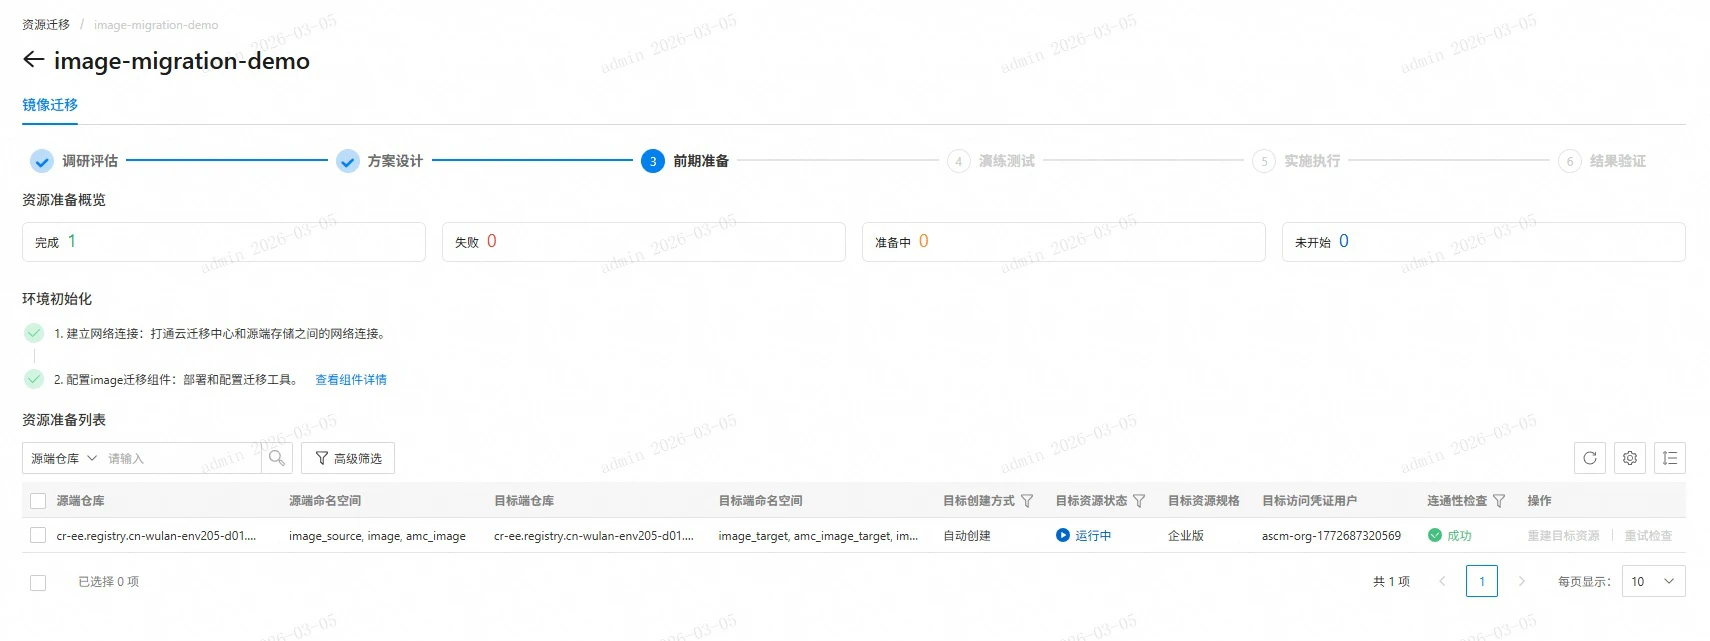 资源迁移 / image-migration-demo
← image-migration-demo
镜像迁移
调研评估 方案设计 3 前期准备 4 演练测试 5 实施执行 6 结果验证
资源准备概览
完成 1 失败 0 准备中 0 未开始 0
环境初始化
1. 建立网络连接：打通云迁移中心和源端存储之间的网络连接。
2. 配置image迁移组件：部署和配置迁移工具。 查看组件详情
资源准备列表
源端仓库 请输入 高级筛选
源端仓库 源端命名空间 目标端仓库 目标端命名空间 目标创建方式 目标资源状态 目标资源规格 目标访问凭证用户 连通性检查 操作
cr-ee.registry.cn-wulan-env205-d01.... image_source, image, amc_image cr-ee.registry.cn-wulan-env205-d01.... image_target, amc_image_target, im... 自动创建 运行中 企业版 ascm-org-1772687320569 成功 重建目标资源 | 重试检查
已选择 0 项 共 1 项 1 每页显示： 10
admin 2026-03-05